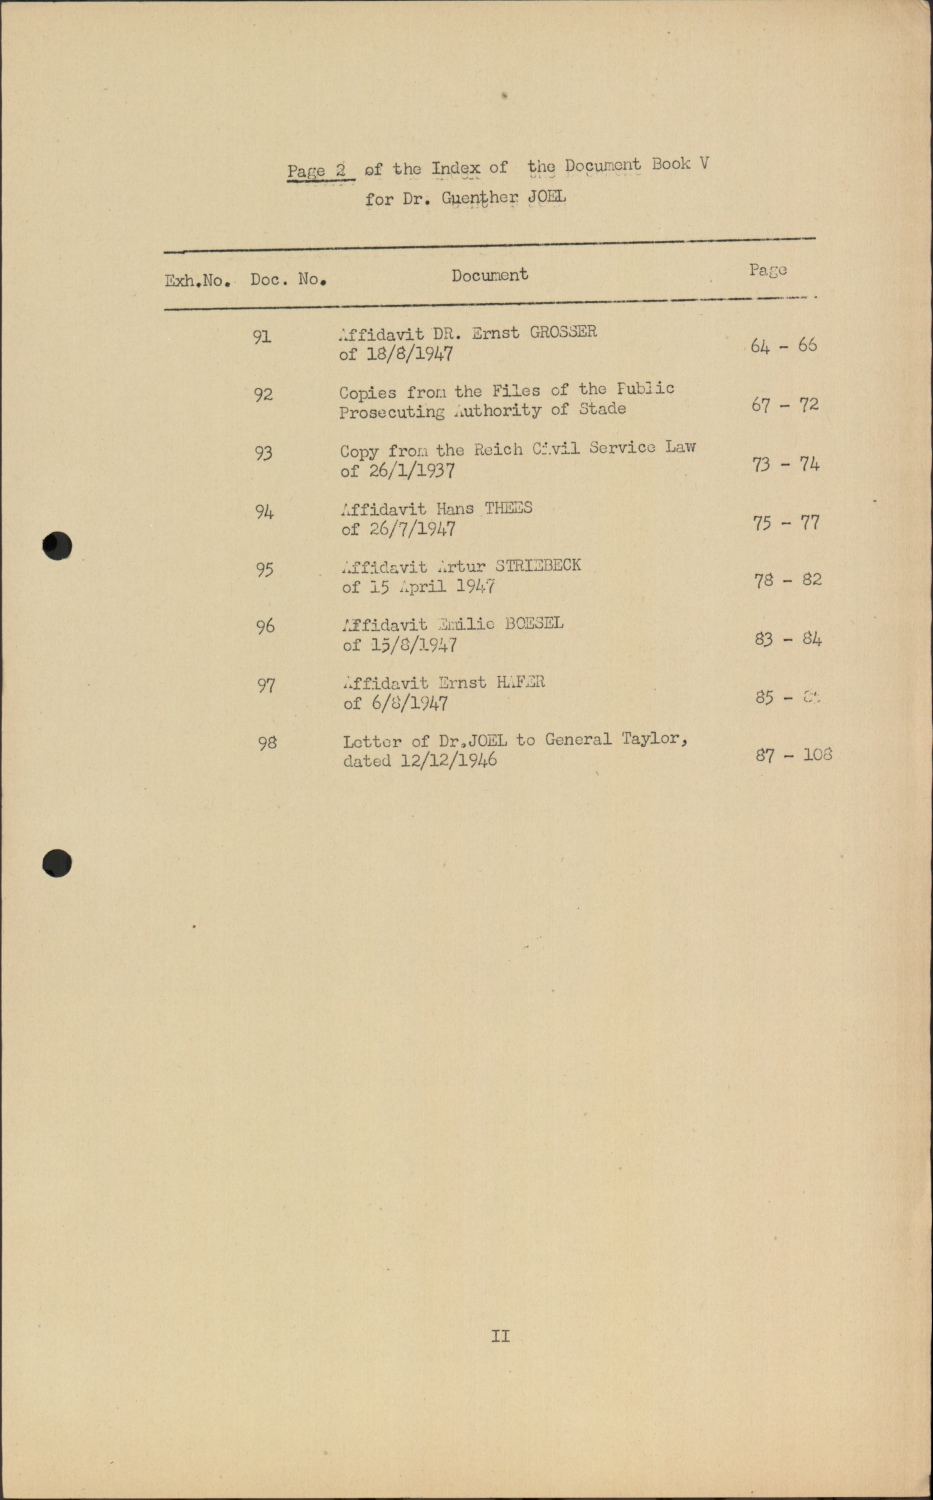 Page 2 of the Index of the Document Book V
for Dr. Guenther JOEL
Exh.No. Doc. No. Document Page
91 Affidavit DR. Ernst GROSSER
of 18/8/1947 64 - 66
92 Copies from the Files of the Public
Prosecuting Authority of Stade 67 - 72
93 Copy from the Reich Civil Service Law
of 26/1/1937 73 - 74
94 Affidavit Hans THEES
of 26/7/1947 75 - 77
95 Affidavit Artur STRIEBECK
of 15 April 1947 78 - 82
96 Affidavit Emilie BOESEL
of 15/8/1947 83 - 84
97 Affidavit Ernst HAFER
of 6/8/1947 85 -
98 Letter of Dr.JOEL to General Taylor,
dated 12/12/1946 87 - 108
II